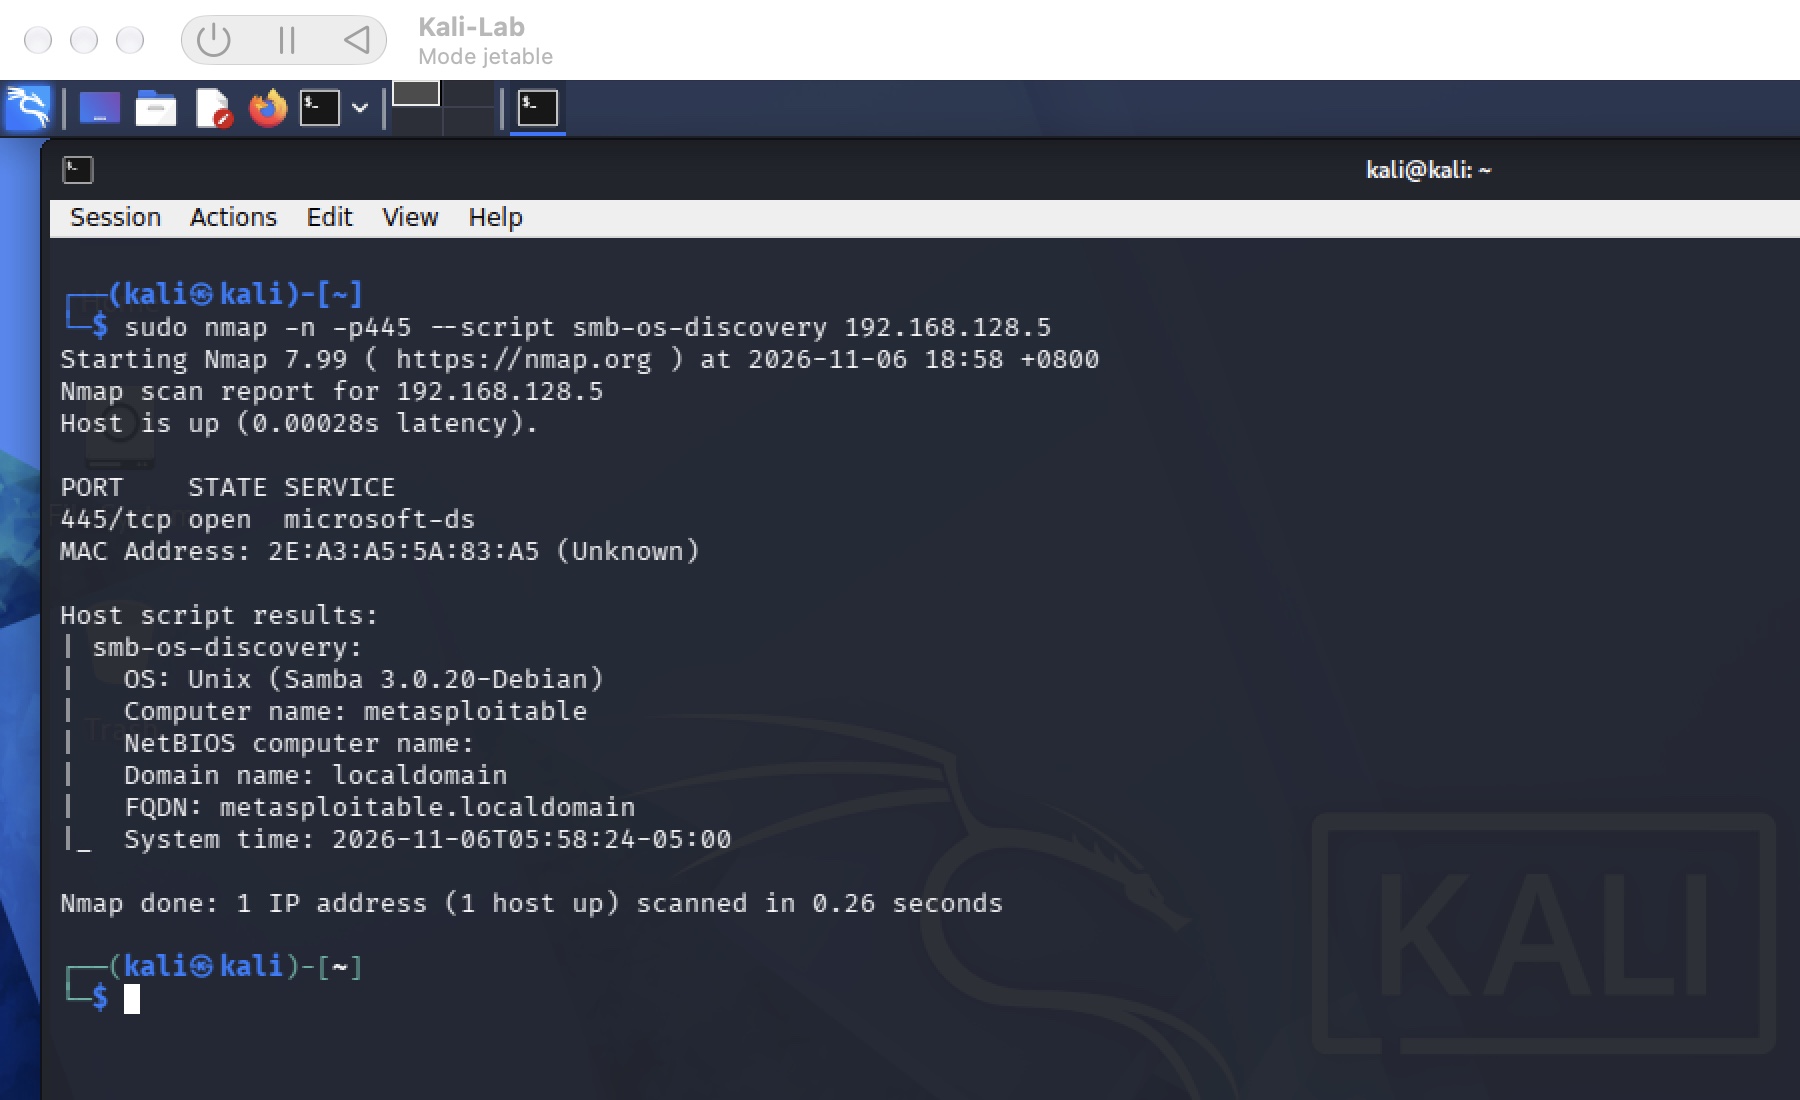 Kali-Lab
Mode jetable
kali@kali: ~
Session Actions Edit View Help
┌──(kali㉿kali)-[~]
└─$ sudo nmap -n -p445 --script smb-os-discovery 192.168.128.5
Starting Nmap 7.99 ( https://nmap.org ) at 2026-11-06 18:58 +0800
Nmap scan report for 192.168.128.5
Host is up (0.00028s latency).
PORT    STATE SERVICE
445/tcp open  microsoft-ds
MAC Address: 2E:A3:A5:5A:83:A5 (Unknown)
Host script results:
| smb-os-discovery:
|   OS: Unix (Samba 3.0.20-Debian)
|   Computer name: metasploitable
|   NetBIOS computer name:
|   Domain name: localdomain
|   FQDN: metasploitable.localdomain
|_  System time: 2026-11-06T05:58:24-05:00
Nmap done: 1 IP address (1 host up) scanned in 0.26 seconds
┌──(kali㉿kali)-[~]
└─$
KALI